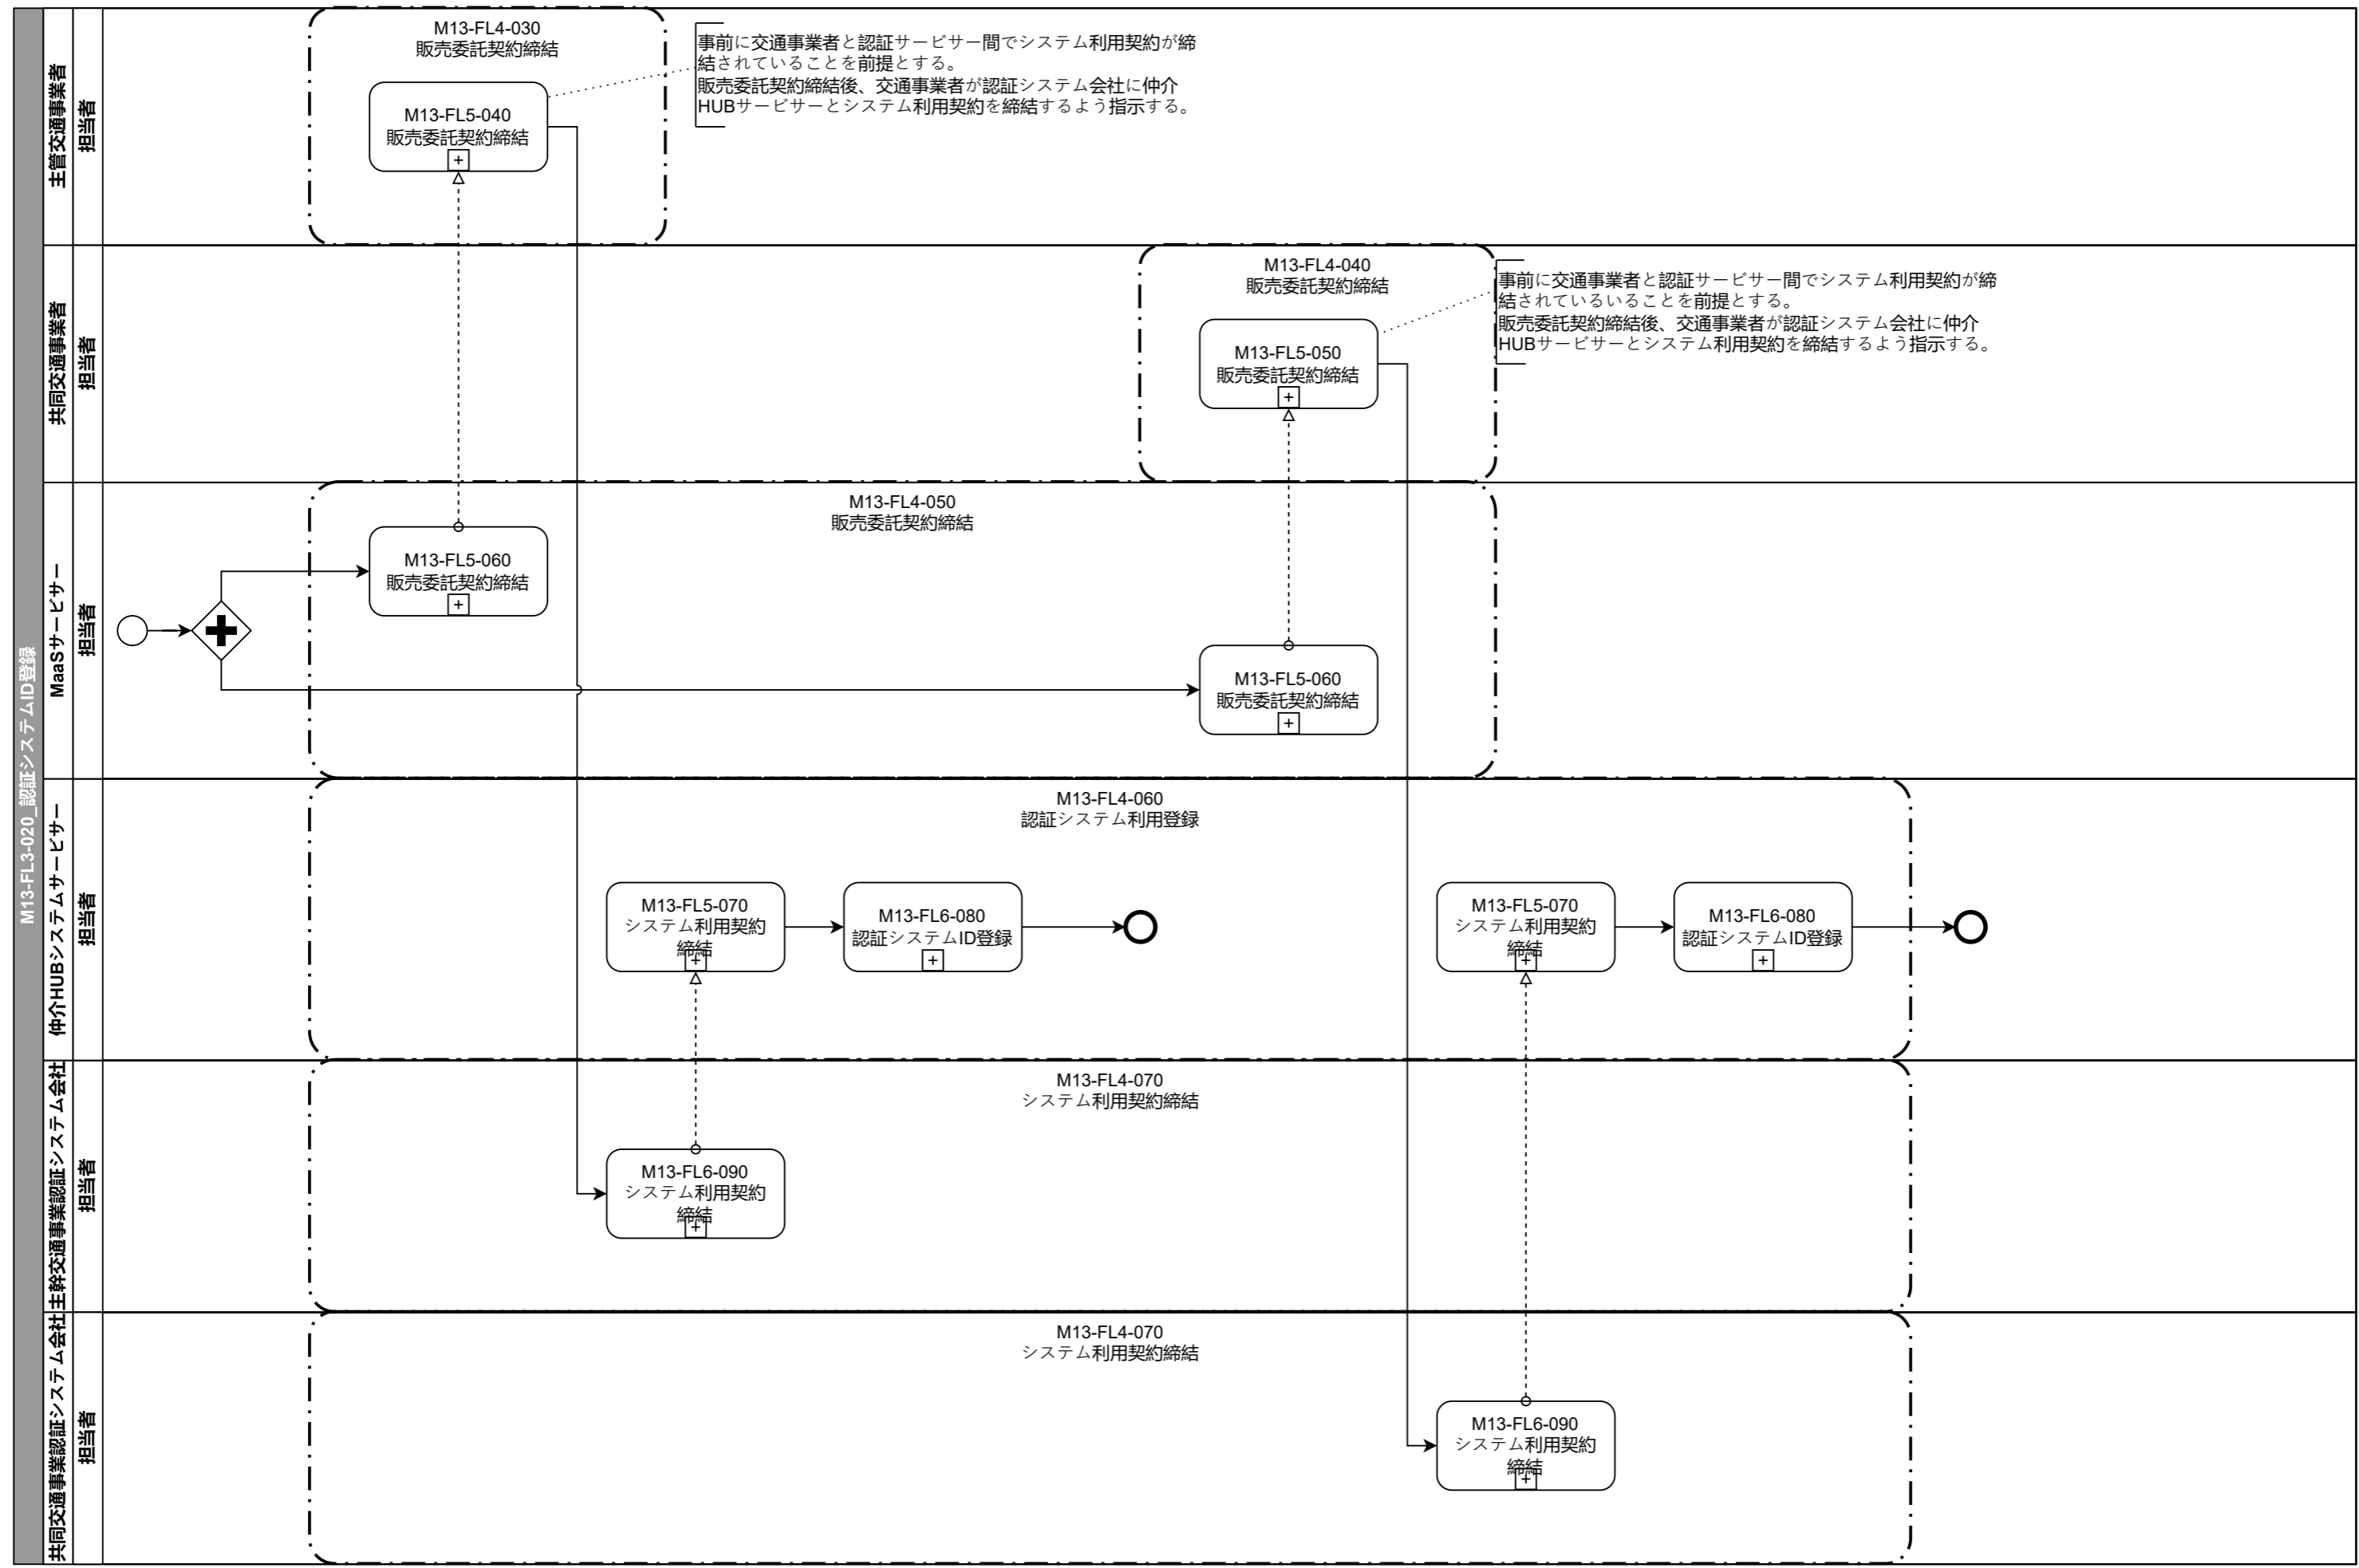 M13-FL3-020_認証システムID登録
主管交通事業者
担当者
M13-FL4-030
販売委託契約締結
M13-FL5-040
販売委託契約締結
事前に交通事業者と認証サービサー間でシステム利用契約が締
結されていることを前提とする。
販売委託契約締結後、交通事業者が認証システム会社に仲介
HUBサービサーとシステム利用契約を締結するよう指示する。
共同交通事業者
担当者
M13-FL4-040
販売委託契約締結
M13-FL5-050
販売委託契約締結
事前に交通事業者と認証サービサー間でシステム利用契約が締
結されているいることを前提とする。
販売委託契約締結後、交通事業者が認証システム会社に仲介
HUBサービサーとシステム利用契約を締結するよう指示する。
MaaSサービサー
担当者
M13-FL4-050
販売委託契約締結
M13-FL5-060
販売委託契約締結
M13-FL5-060
販売委託契約締結
仲介HUBシステムサービサー
担当者
M13-FL4-060
認証システム利用登録
M13-FL5-070
システム利用契約
締結
M13-FL6-080
認証システムID登録
M13-FL5-070
システム利用契約
締結
M13-FL6-080
認証システムID登録
主幹交通事業認証システム会社
担当者
M13-FL4-070
システム利用契約締結
M13-FL6-090
システム利用契約
締結
共同交通事業認証システム会社
担当者
M13-FL4-070
システム利用契約締結
M13-FL6-090
システム利用契約
締結